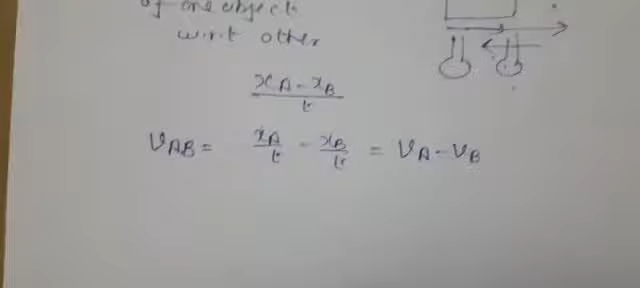 of one object
w.r.t other
xA - xB / t
VAB = xA/t - xB/t = VA - VB